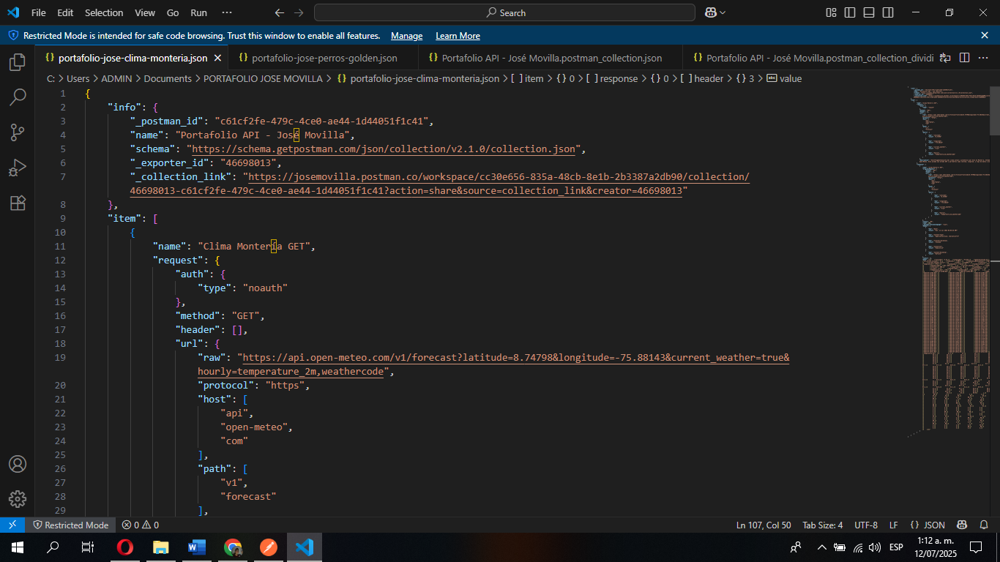 File Edit Selection View Go Run ··· Search
Restricted Mode is intended for safe code browsing. Trust this window to enable all features. Manage Learn More
{} portafolio-jose-clima-monteria.json {} portafolio-jose-perros-golden.json {} Portafolio API - José Movilla.postman_collection.json {} Portafolio API - José Movilla.postman_collection_dividi
C: > Users > ADMIN > Documents > PORTAFOLIO JOSE MOVILLA > {} portafolio-jose-clima-monteria.json > [ ] item > {} 0 > [ ] response > {} 0 > [ ] header > {} 3 > abc value
1 {
2 "info": {
3 "_postman_id": "c61cf2fe-479c-4ce0-ae44-1d44051f1c41",
4 "name": "Portafolio API - José Movilla",
5 "schema": "https://schema.getpostman.com/json/collection/v2.1.0/collection.json",
6 "_exporter_id": "46698013",
7 "_collection_link": "https://josemovilla.postman.co/workspace/cc30e656-835a-48cb-8e1b-2b3387a2db90/collection/
46698013-c61cf2fe-479c-4ce0-ae44-1d44051f1c41?action=share&source=collection_link&creator=46698013"
8 },
9 "item": [
10 {
11 "name": "Clima Montería GET",
12 "request": {
13 "auth": {
14 "type": "noauth"
15 },
16 "method": "GET",
17 "header": [],
18 "url": {
19 "raw": "https://api.open-meteo.com/v1/forecast?latitude=8.74798&longitude=-75.88143&current_weather=true&
hourly=temperature_2m,weathercode",
20 "protocol": "https",
21 "host": [
22 "api",
23 "open-meteo",
24 "com"
25 ],
26 "path": [
27 "v1",
28 "forecast"
29 ],
Restricted Mode 0 0 Ln 107, Col 50 Tab Size: 4 UTF-8 LF {} JSON
ESP 1:12 a. m.
12/07/2025